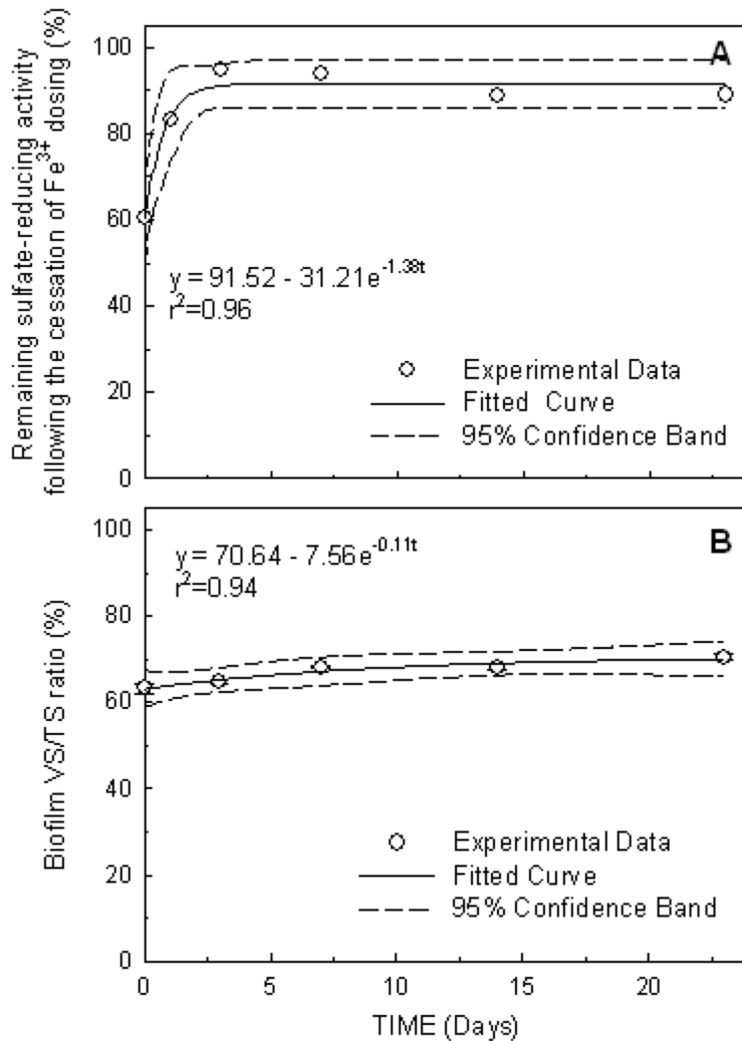 Remaining sulfate-reducing activity
following the cessation of Fe³⁺ dosing (%)
100
80
60
40
20
0
A
y = 91.52 - 31.21e⁻¹·³⁸ᵗ
r²=0.96
Experimental Data
Fitted Curve
95% Confidence Band
Biofilm VS/TS ratio (%)
100
80
60
40
20
0
B
y = 70.64 - 7.56e⁻⁰·¹¹ᵗ
r²=0.94
Experimental Data
Fitted Curve
95% Confidence Band
0 5 10 15 20
TIME (Days)